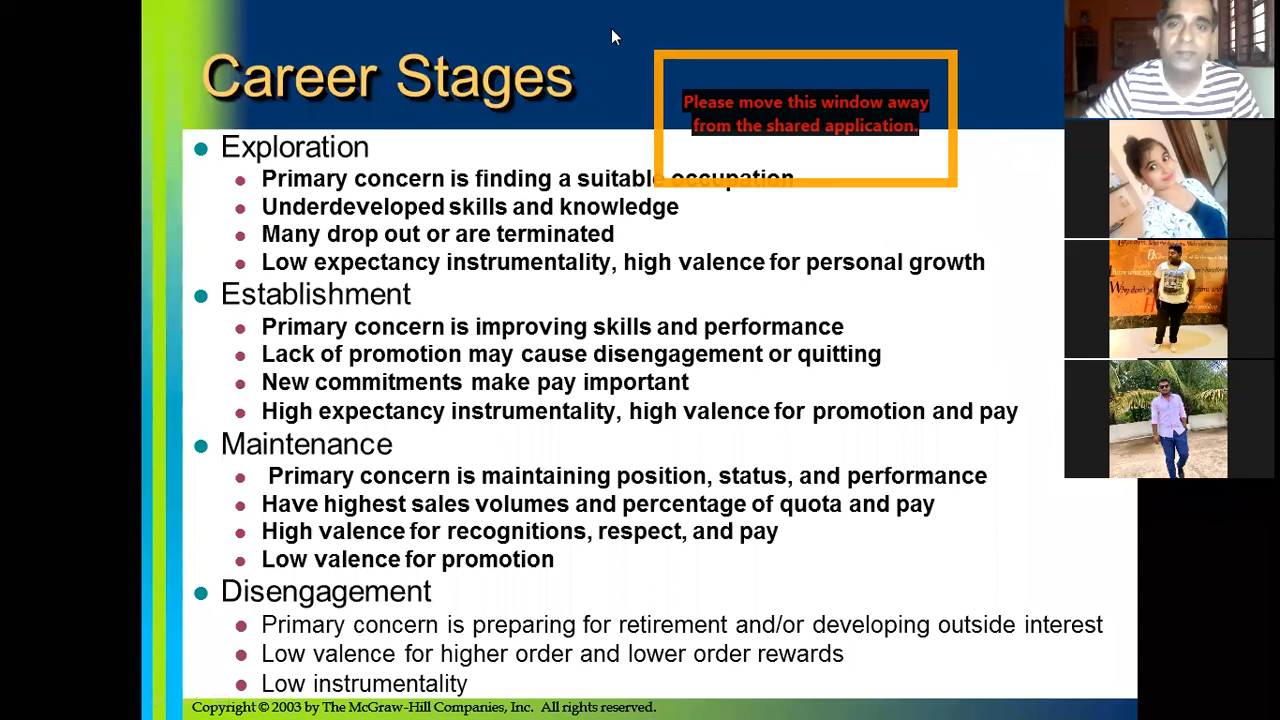 Career Stages
Please move this window away
from the shared application.
Exploration
Primary concern is finding a suitable occupation
Underdeveloped skills and knowledge
Many drop out or are terminated
Low expectancy instrumentality, high valence for personal growth
Establishment
Primary concern is improving skills and performance
Lack of promotion may cause disengagement or quitting
New commitments make pay important
High expectancy instrumentality, high valence for promotion and pay
Maintenance
Primary concern is maintaining position, status, and performance
Have highest sales volumes and percentage of quota and pay
High valence for recognitions, respect, and pay
Low valence for promotion
Disengagement
Primary concern is preparing for retirement and/or developing outside interest
Low valence for higher order and lower order rewards
Low instrumentality
Copyright © 2003 by The McGraw-Hill Companies, Inc. All rights reserved.